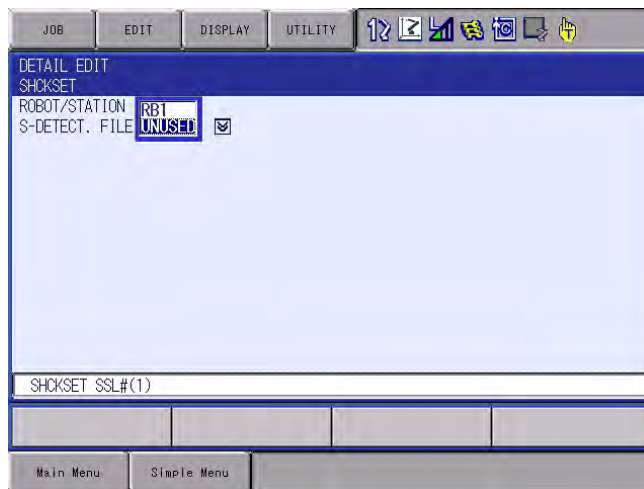 JOB EDIT DISPLAY UTILITY
DETAIL EDIT
SHCKSET
ROBOT/STATION RB1
S-DETECT. FILE UNUSED
SHCKSET SSL#(1)
Main Menu Simple Menu